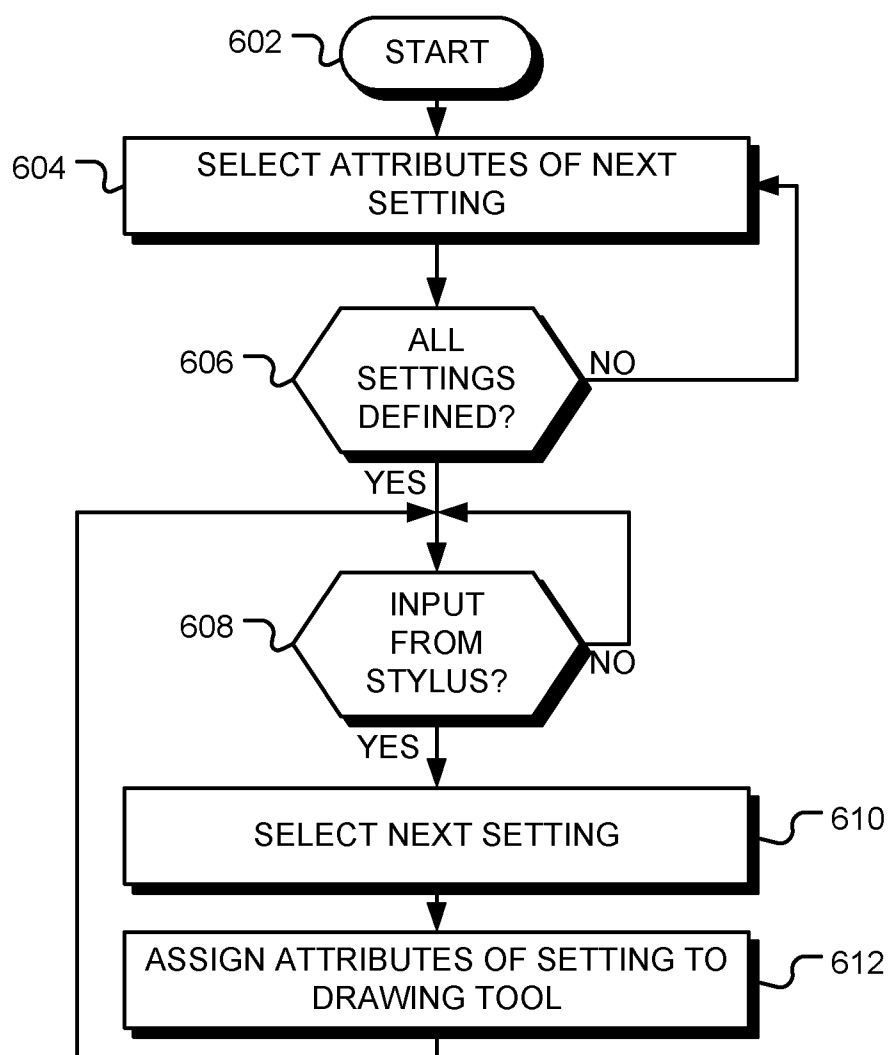 602
START
604
SELECT ATTRIBUTES OF NEXT
SETTING
606
ALL
SETTINGS
DEFINED?
NO
YES
608
INPUT
FROM
STYLUS?
NO
YES
SELECT NEXT SETTING
610
ASSIGN ATTRIBUTES OF SETTING TO
DRAWING TOOL
612